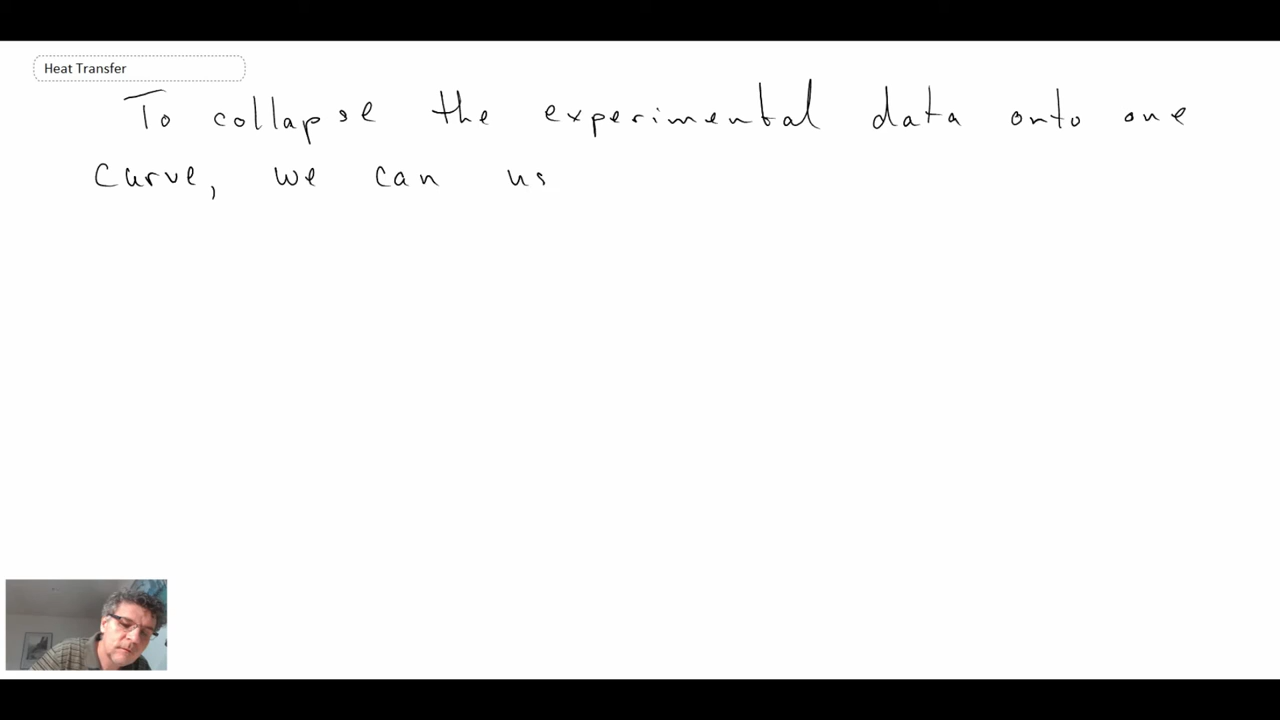 Heat Transfer
To collapse the experimental data onto one
curve, we can us